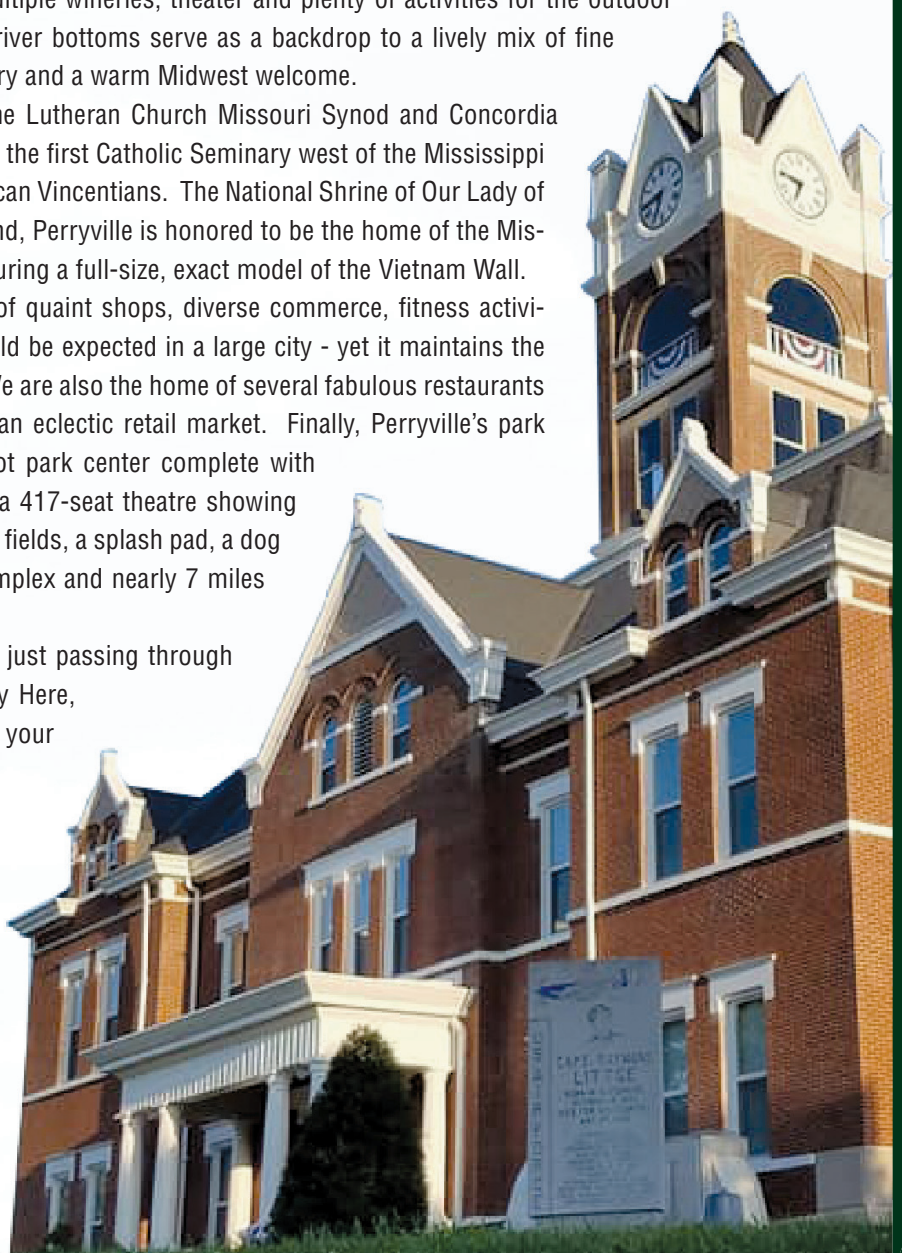 ultiple wineries, theater and plenty of activities for the outdoor
river bottoms serve as a backdrop to a lively mix of fine
ry and a warm Midwest welcome.
he Lutheran Church Missouri Synod and Concordia
the first Catholic Seminary west of the Mississippi
can Vincentians. The National Shrine of Our Lady of
nd, Perryville is honored to be the home of the Mis-
uring a full-size, exact model of the Vietnam Wall.
of quaint shops, diverse commerce, fitness activi-
ld be expected in a large city - yet it maintains the
We are also the home of several fabulous restaurants
an eclectic retail market. Finally, Perryville's park
ot park center complete with
a 417-seat theatre showing
fields, a splash pad, a dog
mplex and nearly 7 miles
just passing through
y Here,
your
CAPT.
LITTGE